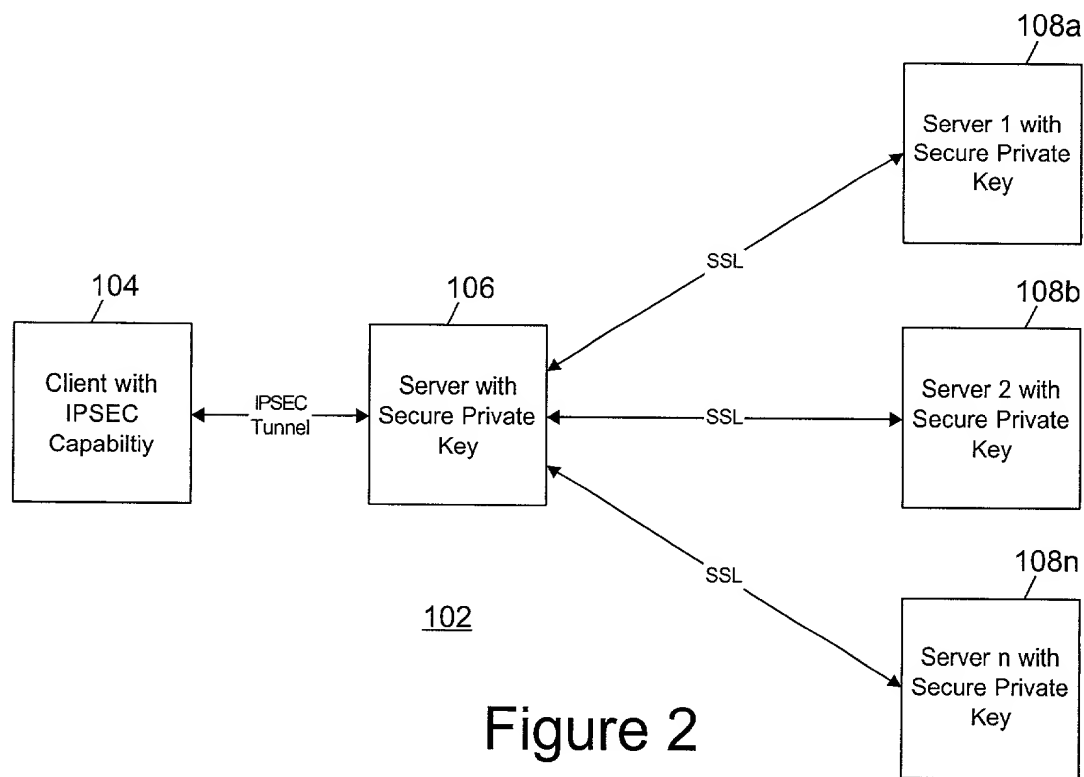 108a
Server 1 with
Secure Private
Key
SSL
104
106
108b
Client with
IPSEC
Capabiltiy
IPSEC
Tunnel
Server with
Secure Private
Key
SSL
Server 2 with
Secure Private
Key
SSL
108n
102
Server n with
Secure Private
Key
Figure 2